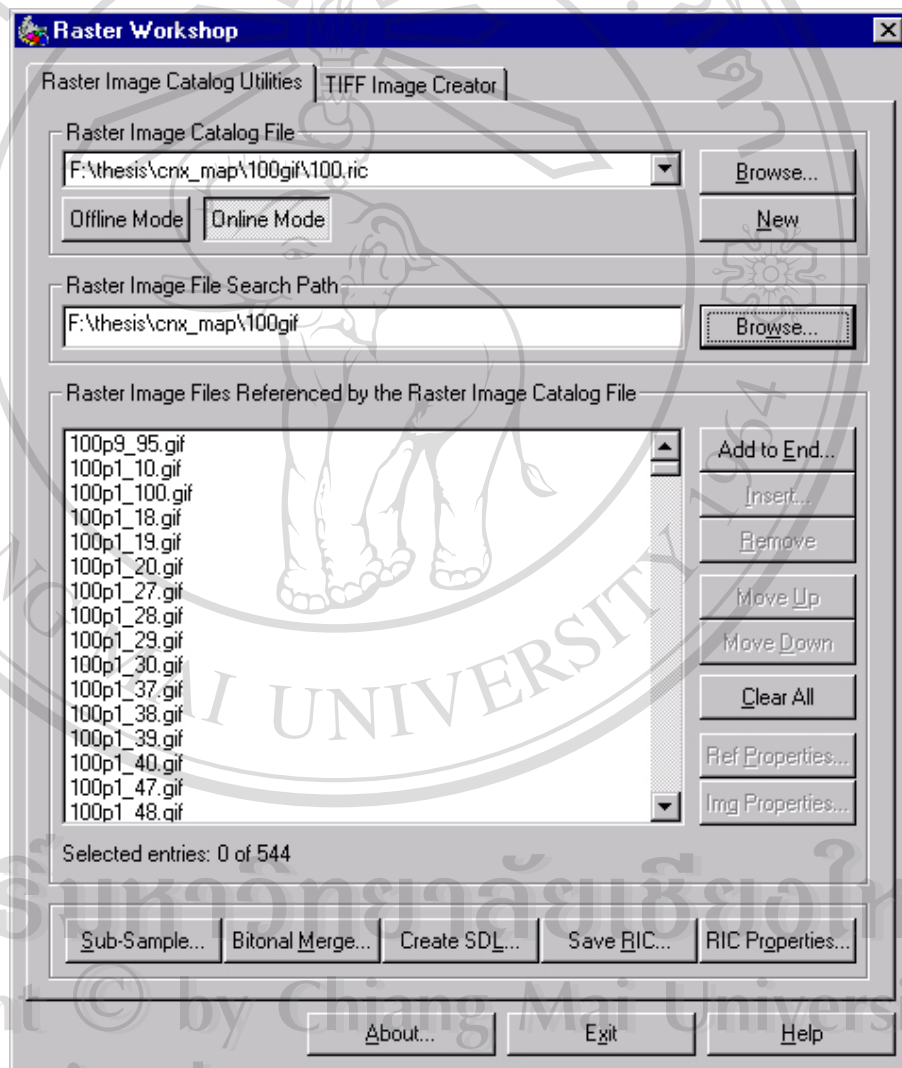 Raster Workshop
Raster Image Catalog Utilities TIFF Image Creator
Raster Image Catalog File
F:\thesis\cnx_map\100gif\100.ric Browse...
Offline Mode Online Mode New
Raster Image File Search Path
F:\thesis\cnx_map\100gif Browse...
Raster Image Files Referenced by the Raster Image Catalog File
100p9_95.gif
100p1_10.gif
100p1_100.gif
100p1_18.gif
100p1_19.gif
100p1_20.gif
100p1_27.gif
100p1_28.gif
100p1_29.gif
100p1_30.gif
100p1_37.gif
100p1_38.gif
100p1_39.gif
100p1_40.gif
100p1_47.gif
100p1_48.gif
Add to End...
Insert...
Remove
Move Up
Move Down
Clear All
Ref Properties...
Img Properties...
Selected entries: 0 of 544
Sub-Sample... Bitonal Merge... Create SDL... Save RIC... RIC Properties...
About... Exit Help
MAI UNIVERSITY 1964
by Chiang Mai